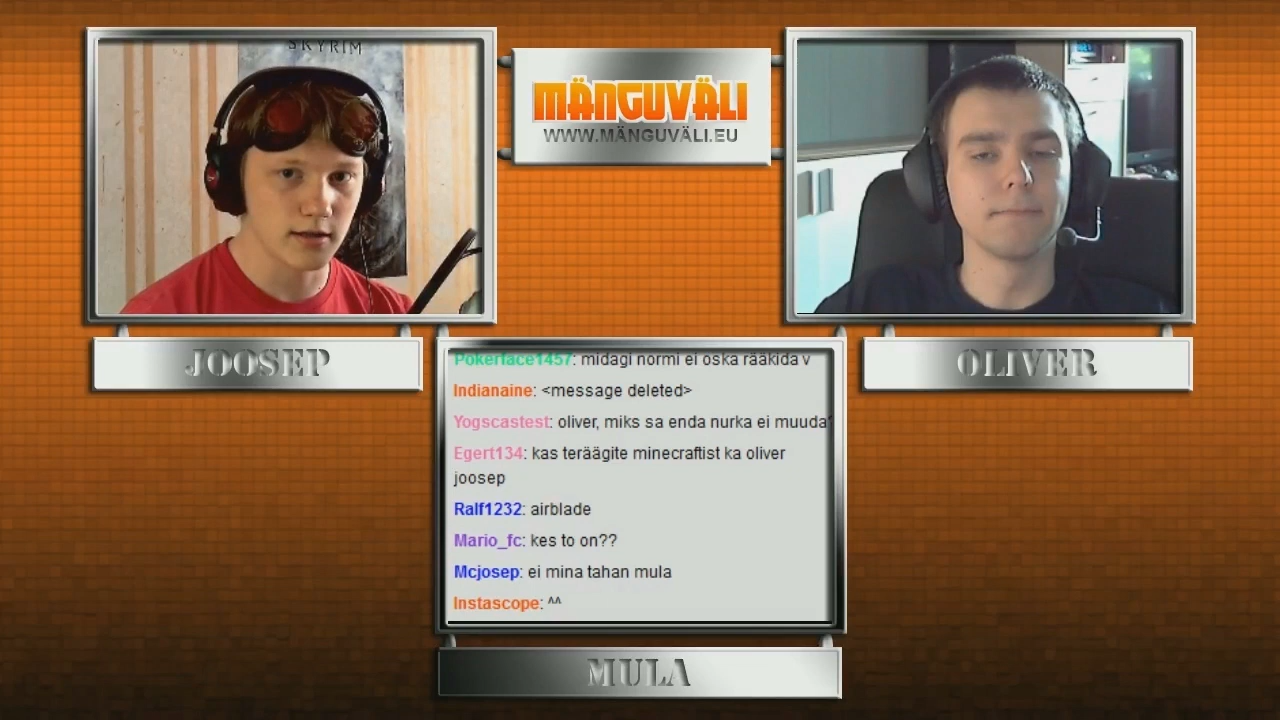 SKYRIM
MÄNGUVÄLI
WWW.MÄNGUVÄLI.EU
JOOSEP
OLIVER
Pokerface1457: midagi normi ei oska rääkida v
Indianaine: <message deleted>
Yogscastest: oliver, miks sa enda nurka ei muuda?
Egert134: kas teräägite minecraftist ka oliver
joosep
Ralf1232: airblade
Mario_fc: kes to on??
Mcjosep: ei mina tahan mula
Instascope: ^^
MULA